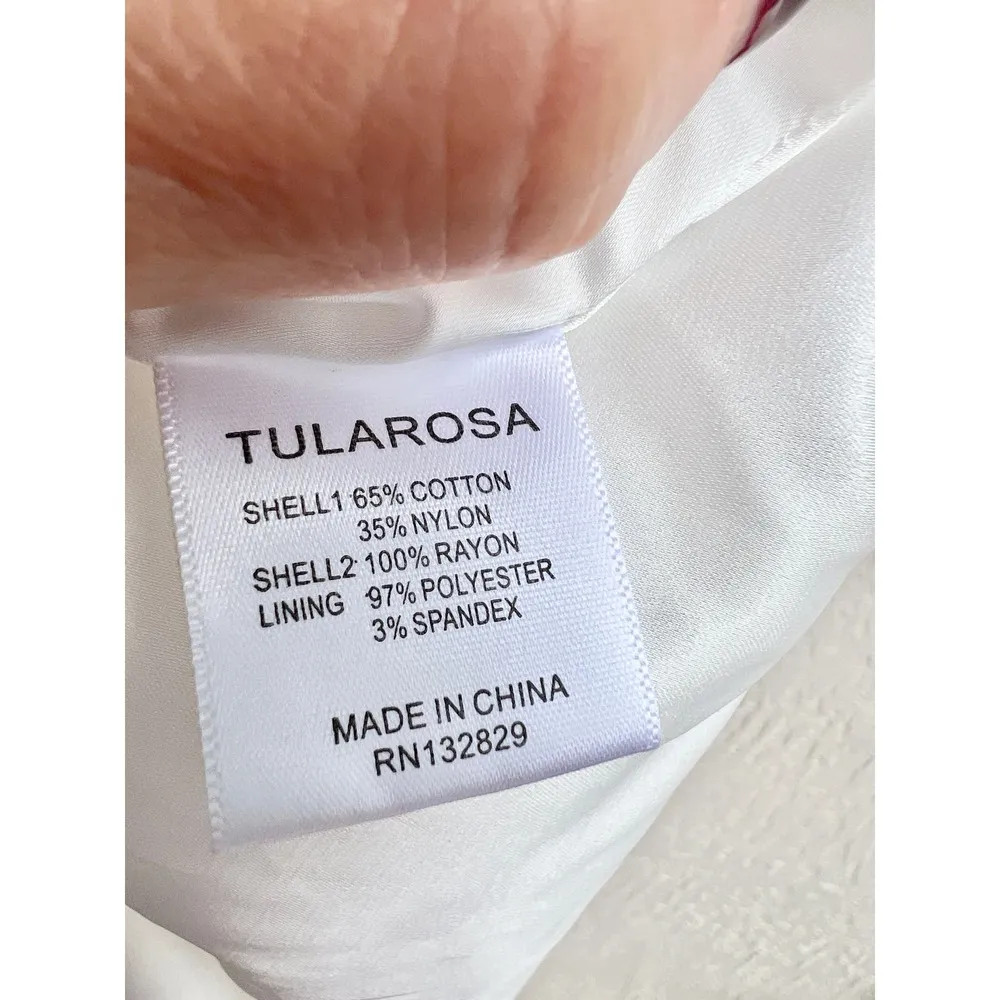 TULAROSA
SHELL1 65% COTTON
35% NYLON
SHELL2 100% RAYON
LINING 97% POLYESTER
3% SPANDEX
MADE IN CHINA
RN132829